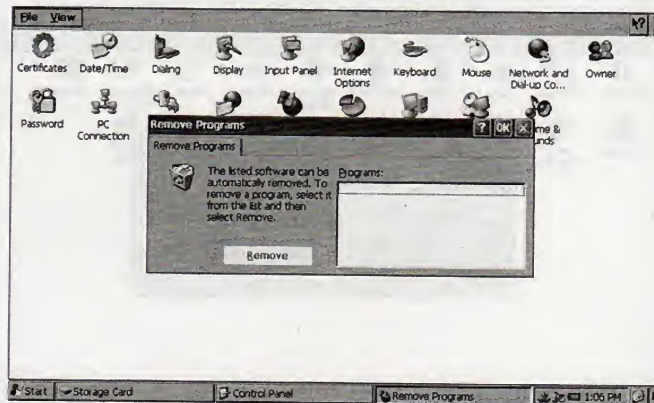 File View
Certificates Date/Time Dialing Display Input Panel Internet Options Keyboard Mouse Network and Dial-up Co... Owner
Password PC Connection
me & unds
Remove Programs ? OK X
Remove Programs
The listed software can be
automatically removed. To
remove a program, select it
from the list and then
select Remove.
Programs:
Remove
Start Storage Card Control Panel Remove Programs 1:06 PM